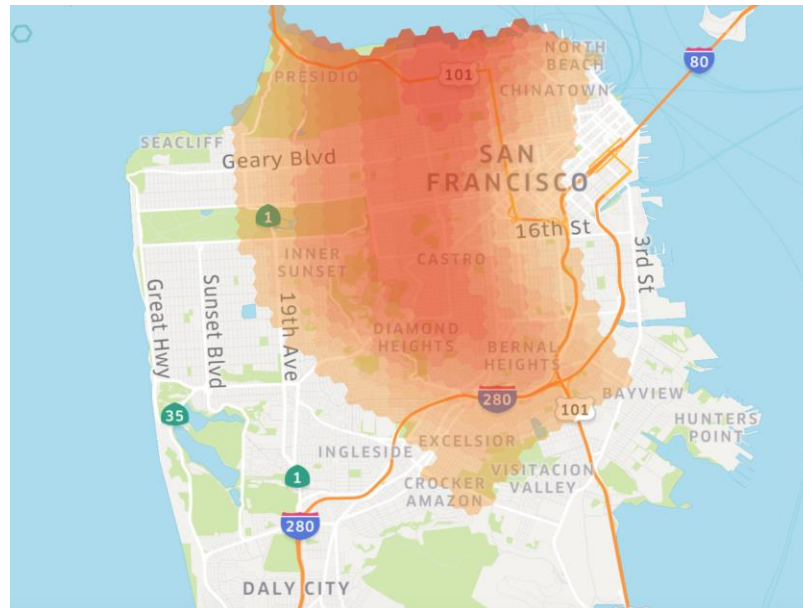 NORTH
BEACH
80
PRESIDIO
101
CHINATOWN
SEACLIFF
Geary Blvd
SAN
FRANCISCO
1
16th St
3rd St
INNER
SUNSET
CASTRO
Great Hwy
Sunset Blvd
19th Ave
DIAMOND
HEIGHTS
BERNAL
HEIGHTS
280
BAYVIEW
101
HUNTERS
POINT
35
EXCELSIOR
INGLESIDE
VISITACION
VALLEY
CROCKER
AMAZON
1
280
DALY CITY